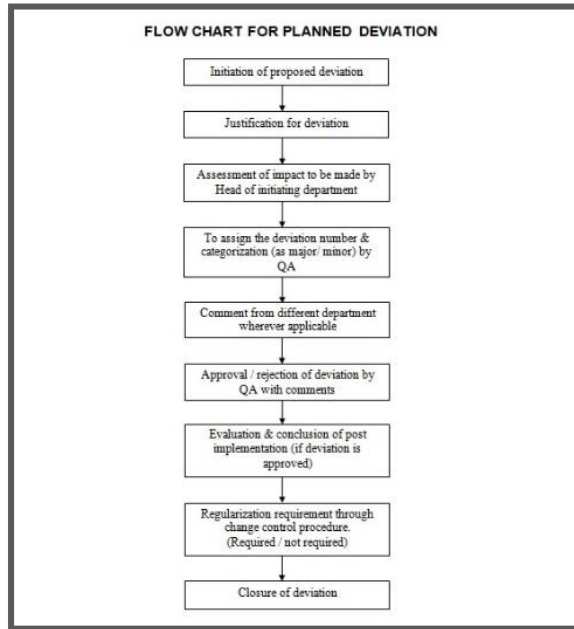 FLOW CHART FOR PLANNED DEVIATION
Initiation of proposed deviation
Justification for deviation
Assessment of impact to be made by
Head of initiating department
To assign the deviation number &
categorization (as major/ minor) by
QA
Comment from different department
wherever applicable
Approval / rejection of deviation by
QA with comments
Evaluation & conclusion of post
implementation (if deviation is
approved)
Regularization requirement through
change control procedure.
(Required / not required)
Closure of deviation